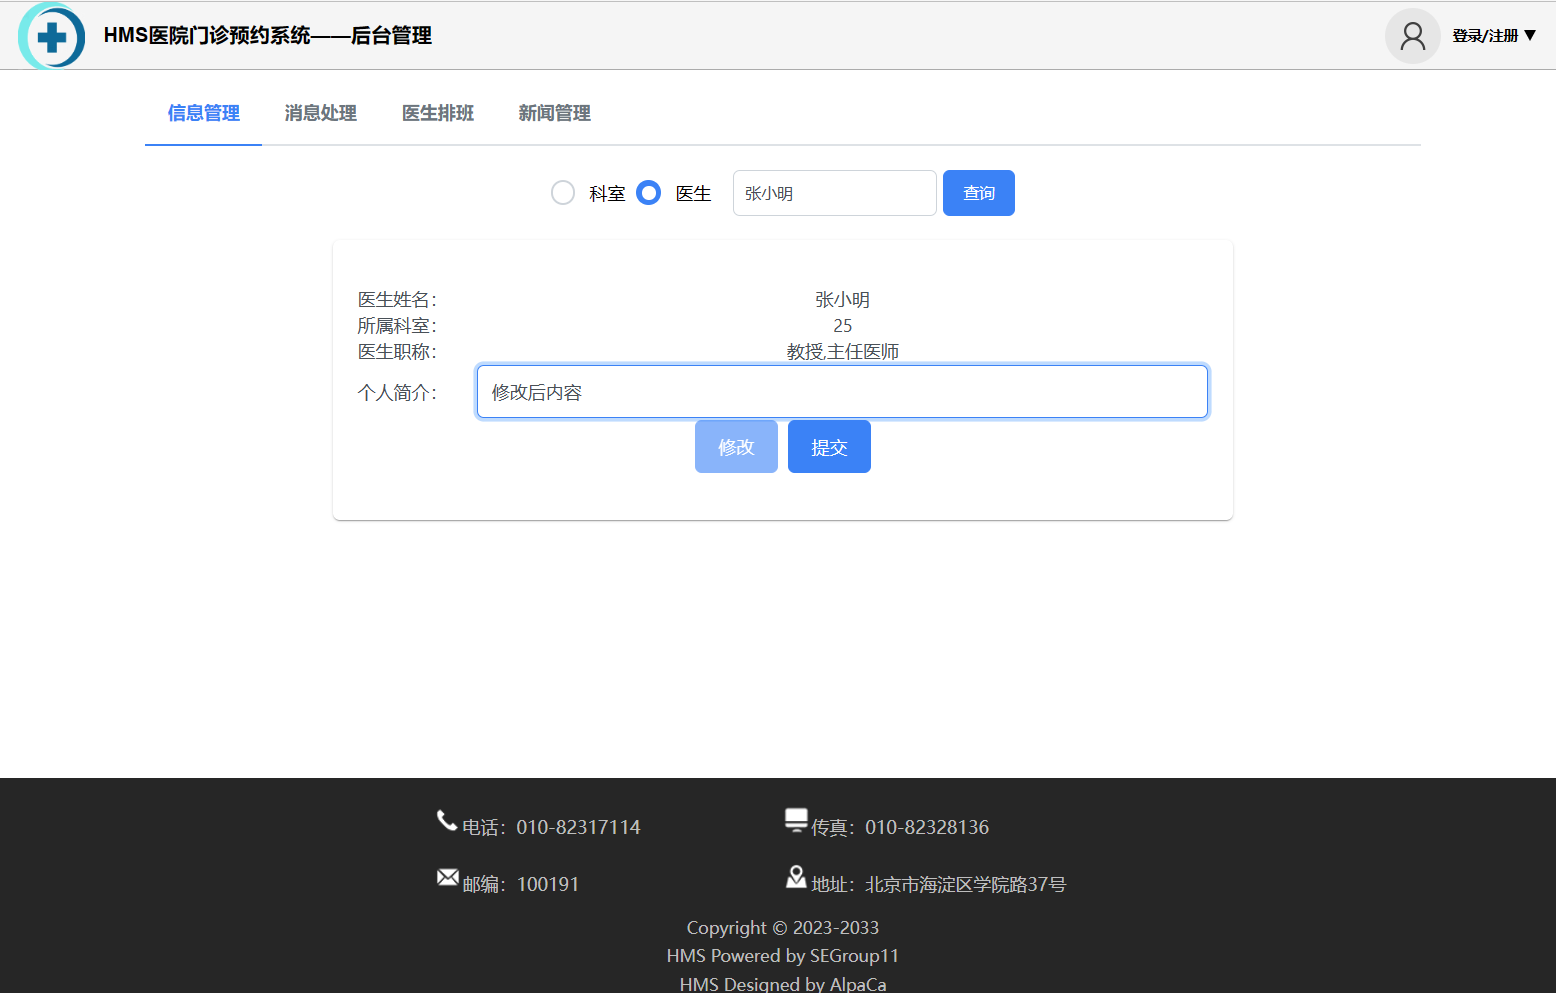 HMS医院门诊预约系统——后台管理
登录/注册 ▼
信息管理 消息处理 医生排班 新闻管理
科室 医生 张小明 查询
医生姓名： 张小明
所属科室： 25
医生职称： 教授,主任医师
个人简介： 修改后内容
修改 提交
电话：010-82317114 传真：010-82328136
邮编：100191 地址：北京市海淀区学院路37号
Copyright © 2023-2033
HMS Powered by SEGroup11
HMS Designed by AlpaCa